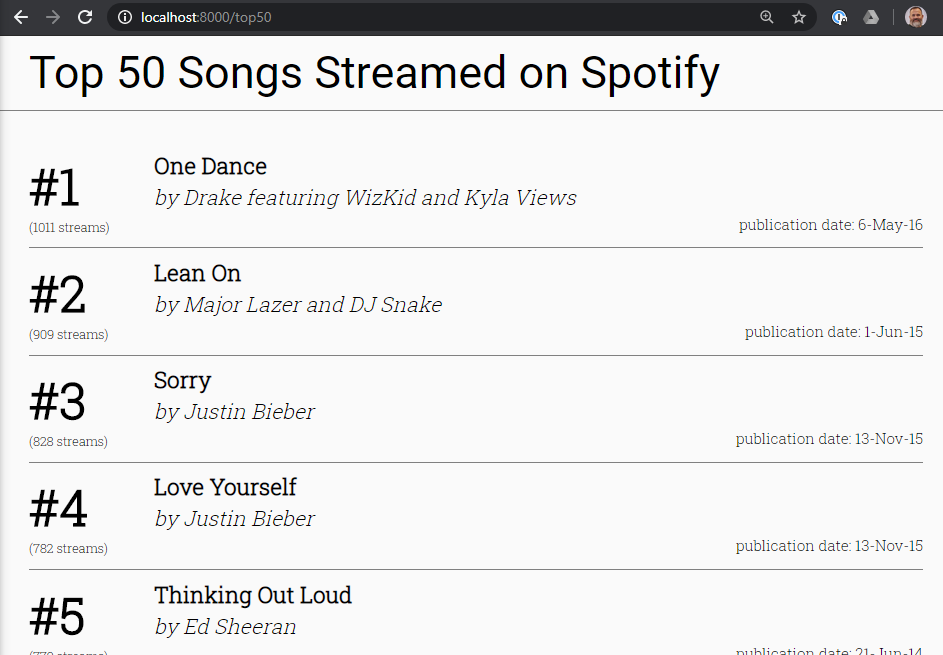 localhost:8000/top50
Top 50 Songs Streamed on Spotify
#1
(1011 streams)
One Dance
by Drake featuring WizKid and Kyla Views
publication date: 6-May-16
#2
(909 streams)
Lean On
by Major Lazer and DJ Snake
publication date: 1-Jun-15
#3
(828 streams)
Sorry
by Justin Bieber
publication date: 13-Nov-15
#4
(782 streams)
Love Yourself
by Justin Bieber
publication date: 13-Nov-15
#5
Thinking Out Loud
by Ed Sheeran
publication date: 21-Jun-14